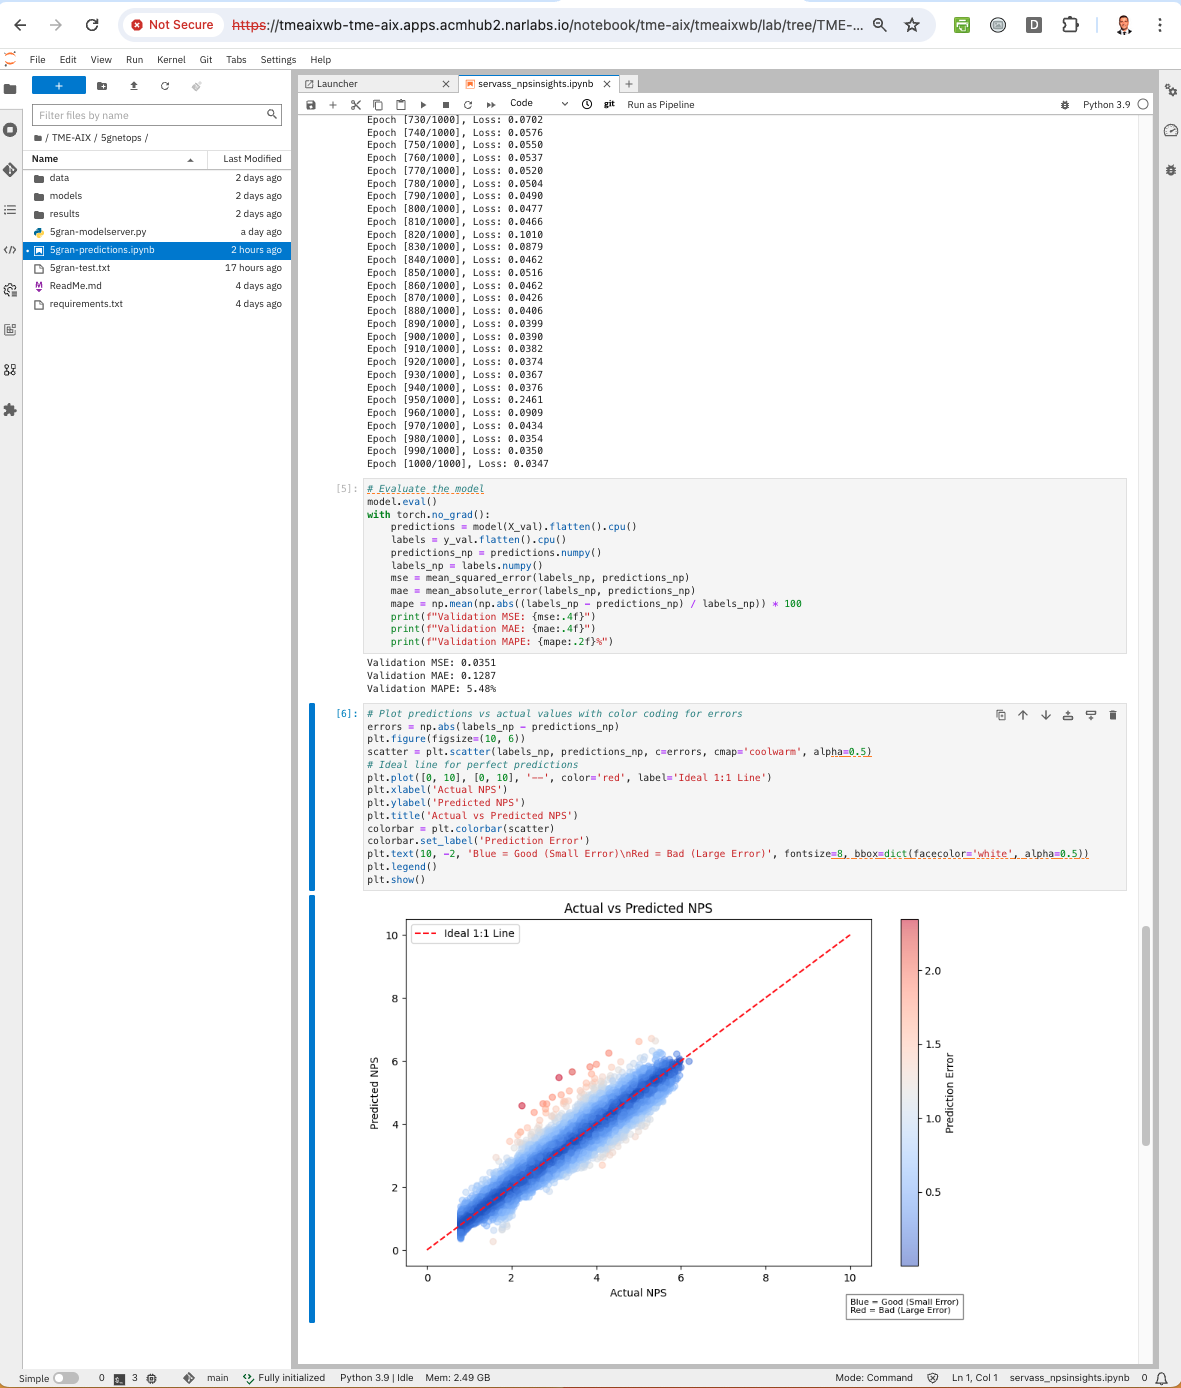 Not Secure https://tmeaixwb-tme-aix.apps.acmhub2.narlabs.io/notebook/tme-aix/tmeaixwb/lab/tree/TME-...
File Edit View Run Kernel Git Tabs Settings Help
Launcher
servass_npsinsights.ipynb
Code
git
Run as Pipeline
Python 3.9
Filter files by name
/ TME-AIX / 5gnetops /
Name Last Modified
data 2 days ago
models 2 days ago
results 2 days ago
5gran-modelserver.py a day ago
5gran-predictions.ipynb 2 hours ago
5gran-test.txt 17 hours ago
ReadMe.md 4 days ago
requirements.txt 4 days ago
Epoch [730/1000], Loss: 0.0702
Epoch [740/1000], Loss: 0.0576
Epoch [750/1000], Loss: 0.0550
Epoch [760/1000], Loss: 0.0537
Epoch [770/1000], Loss: 0.0520
Epoch [780/1000], Loss: 0.0504
Epoch [790/1000], Loss: 0.0490
Epoch [800/1000], Loss: 0.0477
Epoch [810/1000], Loss: 0.0466
Epoch [820/1000], Loss: 0.1010
Epoch [830/1000], Loss: 0.0879
Epoch [840/1000], Loss: 0.0462
Epoch [850/1000], Loss: 0.0516
Epoch [860/1000], Loss: 0.0462
Epoch [870/1000], Loss: 0.0426
Epoch [880/1000], Loss: 0.0406
Epoch [890/1000], Loss: 0.0399
Epoch [900/1000], Loss: 0.0390
Epoch [910/1000], Loss: 0.0382
Epoch [920/1000], Loss: 0.0374
Epoch [930/1000], Loss: 0.0367
Epoch [940/1000], Loss: 0.0376
Epoch [950/1000], Loss: 0.2461
Epoch [960/1000], Loss: 0.0909
Epoch [970/1000], Loss: 0.0434
Epoch [980/1000], Loss: 0.0354
Epoch [990/1000], Loss: 0.0350
Epoch [1000/1000], Loss: 0.0347
[5]: # Evaluate the model
model.eval()
with torch.no_grad():
    predictions = model(X_val).flatten().cpu()
    labels = y_val.flatten().cpu()
    predictions_np = predictions.numpy()
    labels_np = labels.numpy()
    mse = mean_squared_error(labels_np, predictions_np)
    mae = mean_absolute_error(labels_np, predictions_np)
    mape = np.mean(np.abs((labels_np - predictions_np) / labels_np)) * 100
    print(f"Validation MSE: {mse:.4f}")
    print(f"Validation MAE: {mae:.4f}")
    print(f"Validation MAPE: {mape:.2f}%")
Validation MSE: 0.0351
Validation MAE: 0.1287
Validation MAPE: 5.48%
[6]: # Plot predictions vs actual values with color coding for errors
errors = np.abs(labels_np - predictions_np)
plt.figure(figsize=(10, 6))
scatter = plt.scatter(labels_np, predictions_np, c=errors, cmap='coolwarm', alpha=0.5)
# Ideal line for perfect predictions
plt.plot([0, 10], [0, 10], '--', color='red', label='Ideal 1:1 Line')
plt.xlabel('Actual NPS')
plt.ylabel('Predicted NPS')
plt.title('Actual vs Predicted NPS')
colorbar = plt.colorbar(scatter)
colorbar.set_label('Prediction Error')
plt.text(10, -2, 'Blue = Good (Small Error)\nRed = Bad (Large Error)', fontsize=8, bbox=dict(facecolor='white', alpha=0.5))
plt.legend()
plt.show()
Actual vs Predicted NPS
Ideal 1:1 Line
10
8
6
4
2
0
Predicted NPS
0 2 4 6 8 10
Actual NPS
2.0
1.5
1.0
0.5
Prediction Error
Blue = Good (Small Error)
Red = Bad (Large Error)
Simple 0 3 main Fully initialized Python 3.9 | Idle Mem: 2.49 GB Mode: Command Ln 1, Col 1 servass_npsinsights.ipynb 0